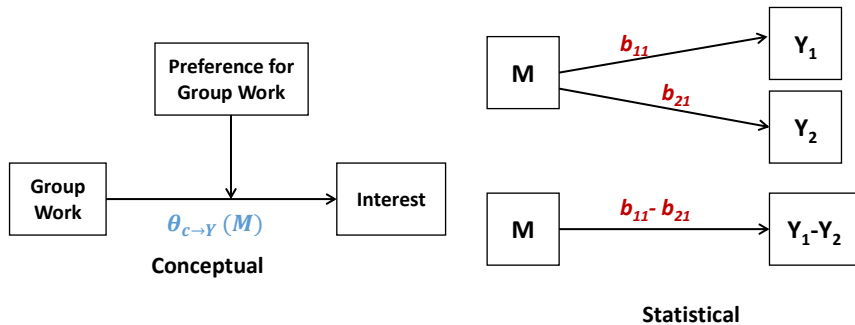 Preference for
Group Work
Group
Work
Interest
θc→Y (M)
Conceptual
M
b11
b21
Y1
Y2
M
b11- b21
Y1-Y2
Statistical